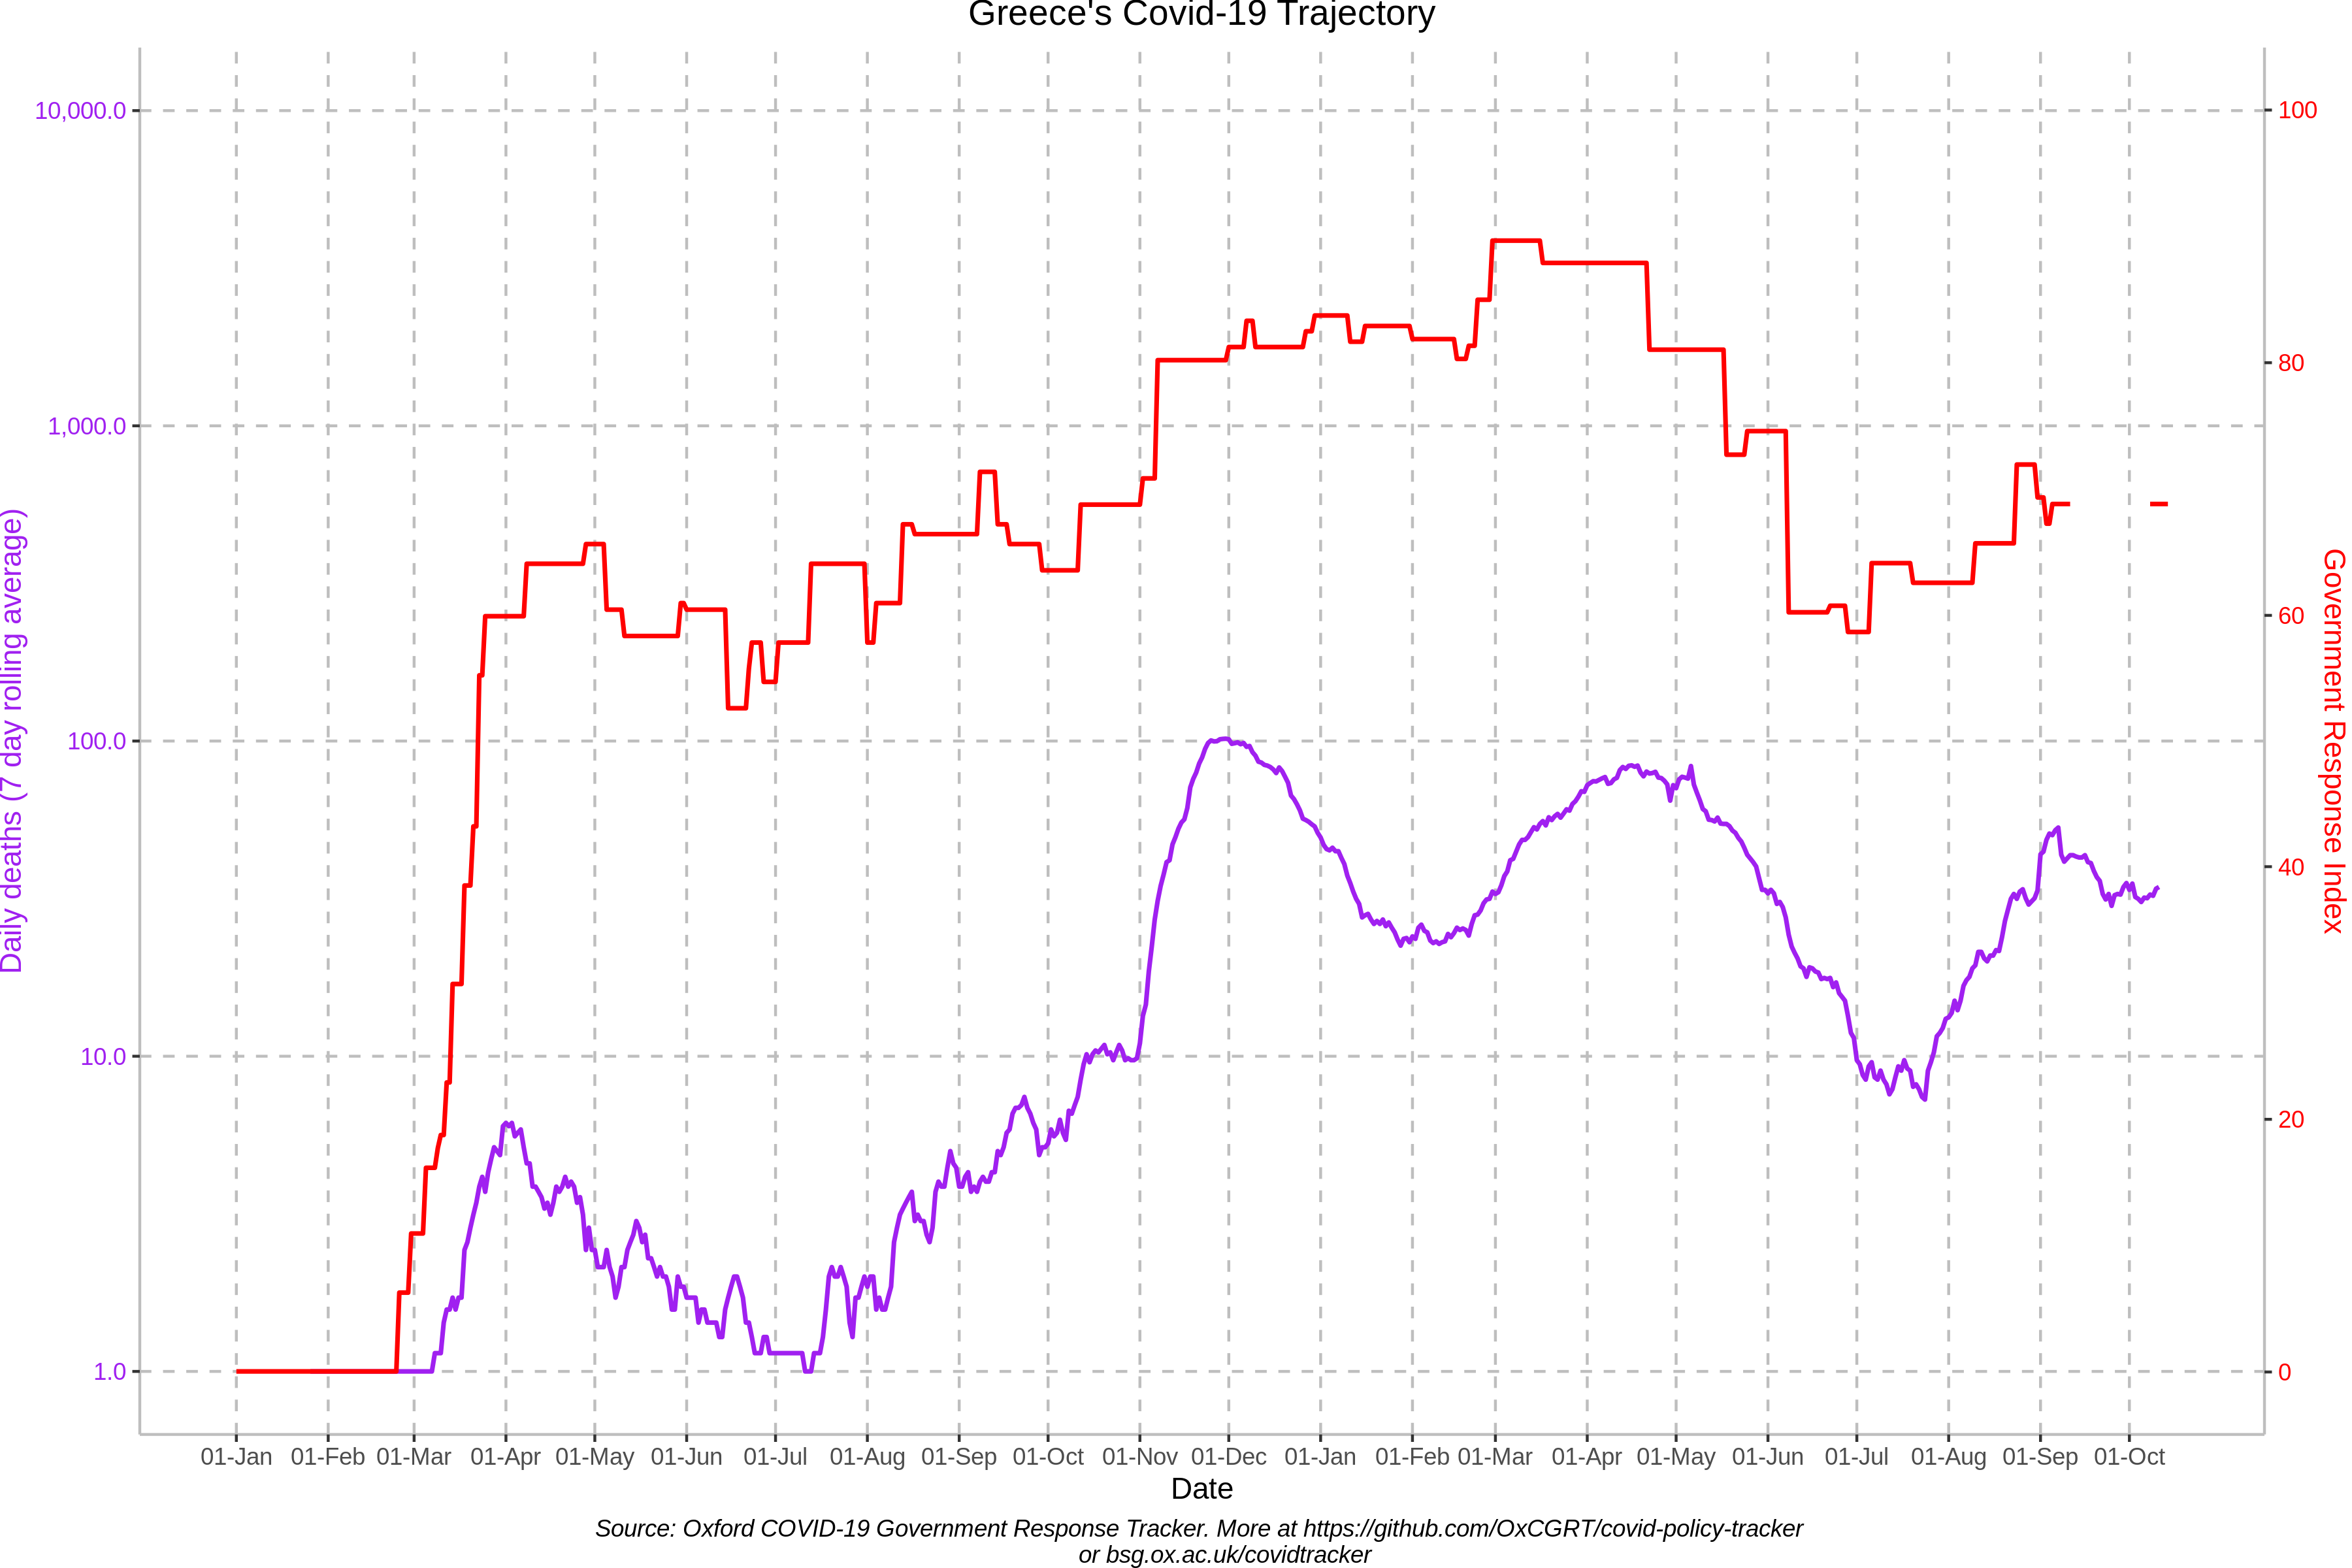 Greece's Covid-19 Trajectory
10,000.0
1,000.0
100.0
10.0
1.0
Daily deaths (7 day rolling average)
100
80
60
40
20
0
Government Response Index
01-Jan 01-Feb 01-Mar 01-Apr 01-May 01-Jun 01-Jul 01-Aug 01-Sep 01-Oct 01-Nov 01-Dec 01-Jan 01-Feb 01-Mar 01-Apr 01-May 01-Jun 01-Jul 01-Aug 01-Sep 01-Oct
Date
Source: Oxford COVID-19 Government Response Tracker. More at https://github.com/OxCGRT/covid-policy-tracker
or bsg.ox.ac.uk/covidtracker